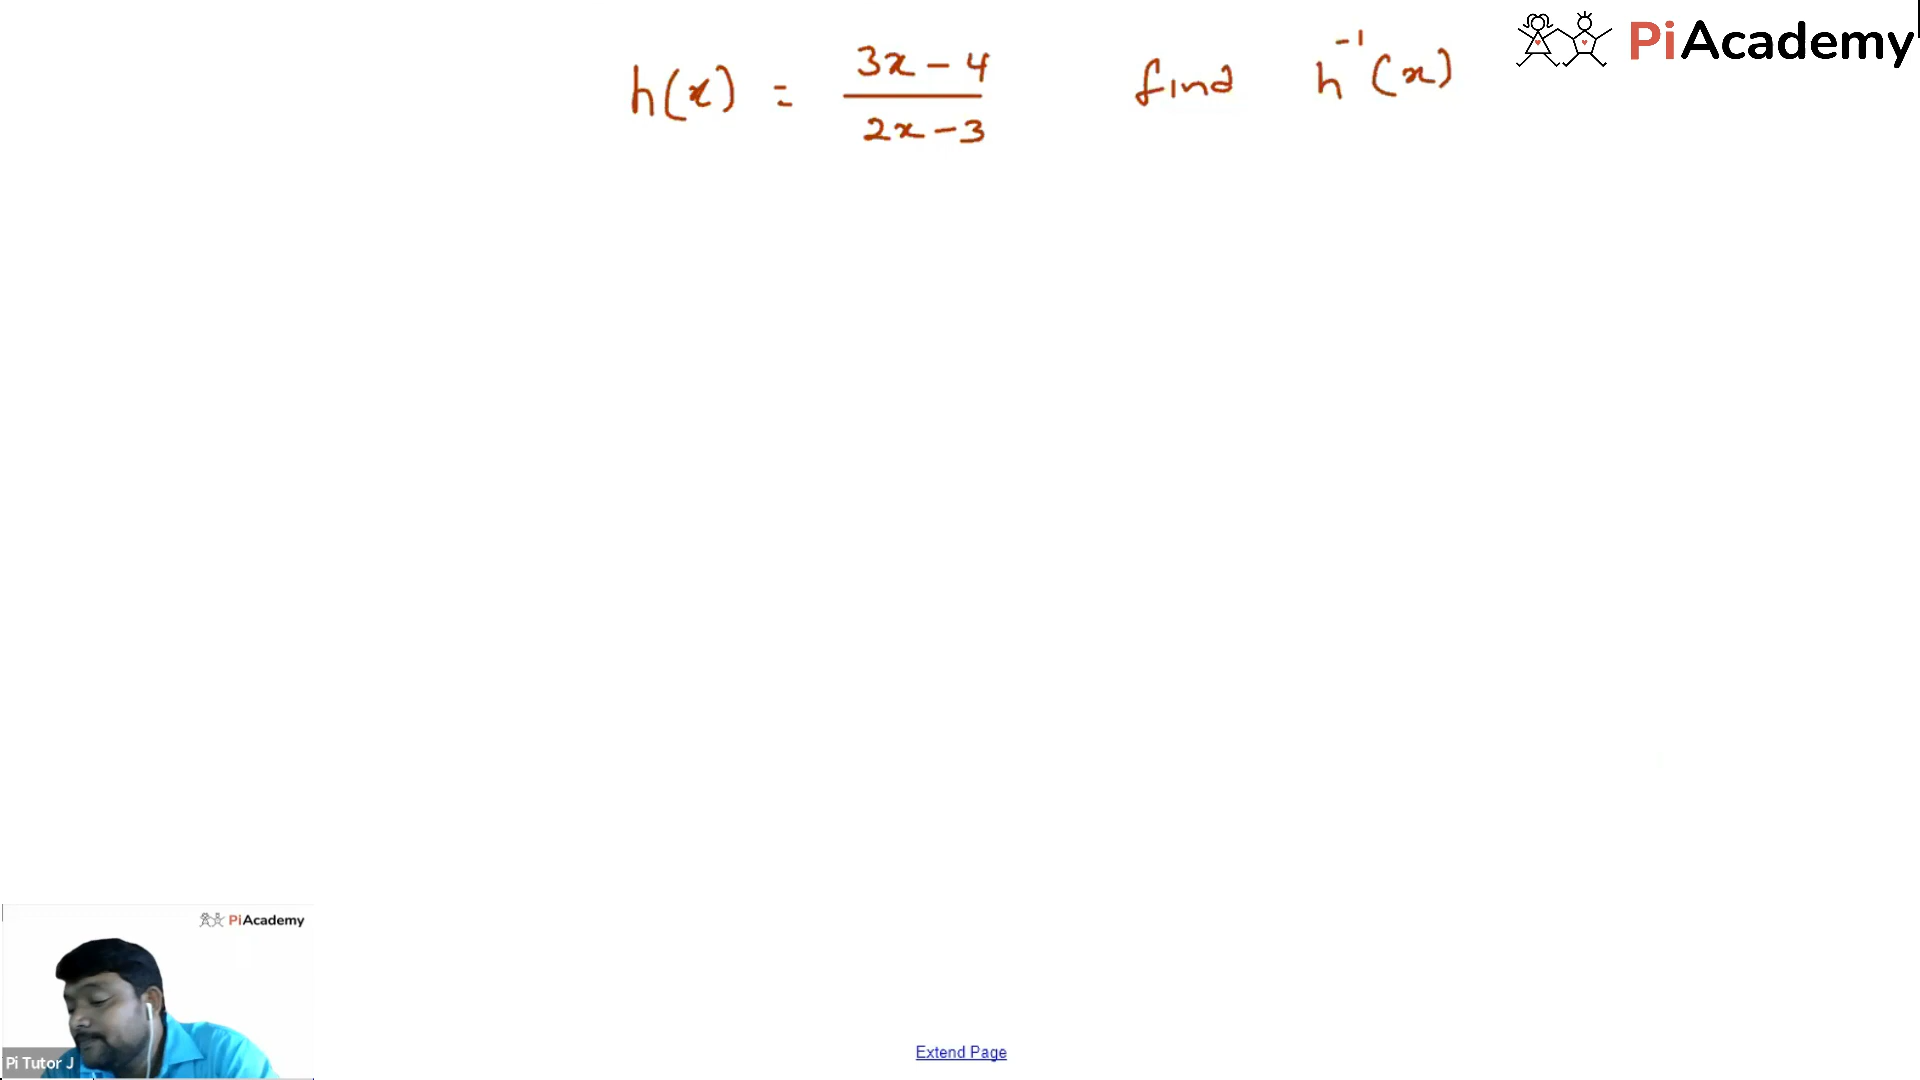 h(x) = (3x - 4)/(2x - 3) find h⁻¹(x)
PiAcademy
PiAcademy
Pi Tutor J
Extend Page